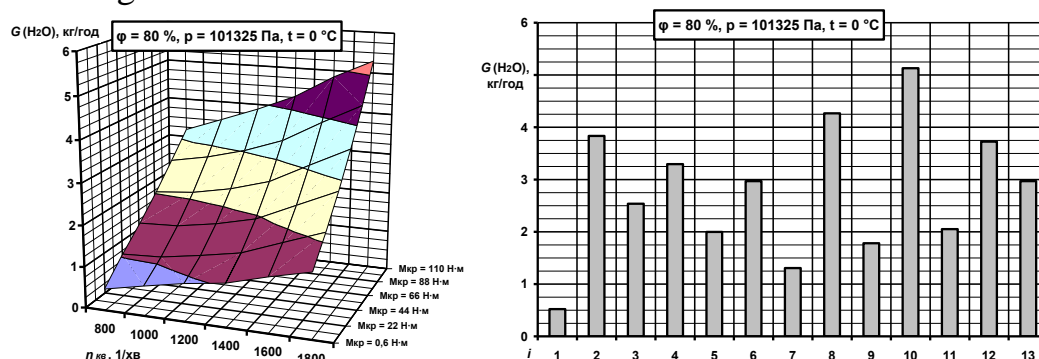 G (H2O), кг/год
φ = 80 %, p = 101325 Па, t = 0 °C
6
5
4
3
2
1
0
800
1000
1200
1400
1600
1800
n кв, 1/хв
Мкр = 110 Н·м
Мкр = 88 Н·м
Мкр = 66 Н·м
Мкр = 44 Н·м
Мкр = 22 Н·м
Мкр = 0,6 Н·м
φ = 80 %, p = 101325 Па, t = 0 °C
G (H2O),
кг/год
6
4
2
1
0
i 1 2 3 4 5 6 7 8 9 10 11 12 13